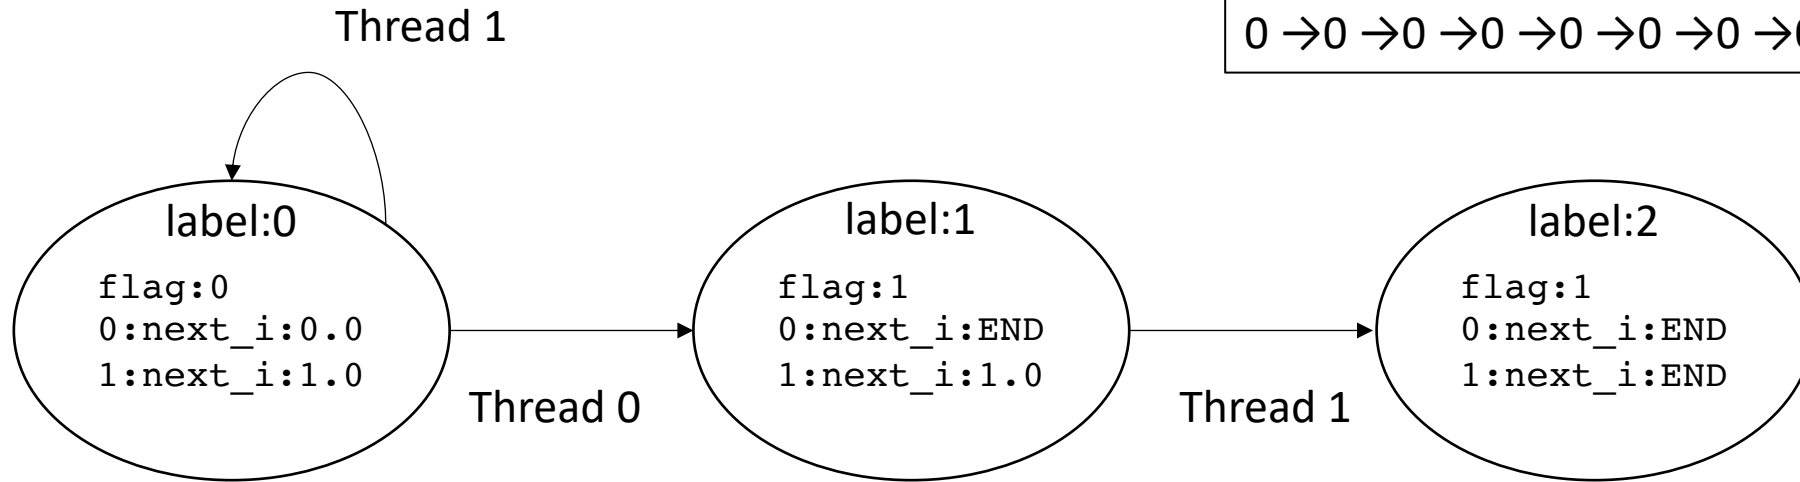 Thread 1
0 →0 →0 →0 →0 →0 →0 →0
label:0
flag:0
0:next_i:0.0
1:next_i:1.0
Thread 0
label:1
flag:1
0:next_i:END
1:next_i:1.0
Thread 1
label:2
flag:1
0:next_i:END
1:next_i:END